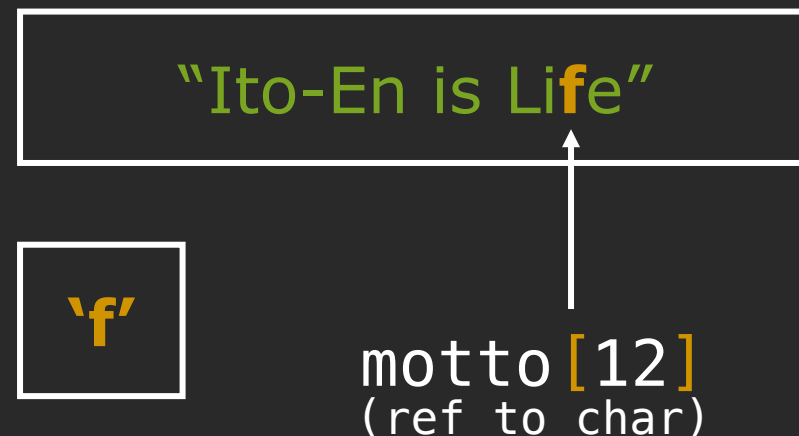 “Ito-En is Life”
‘f’
motto[12]
(ref to char)